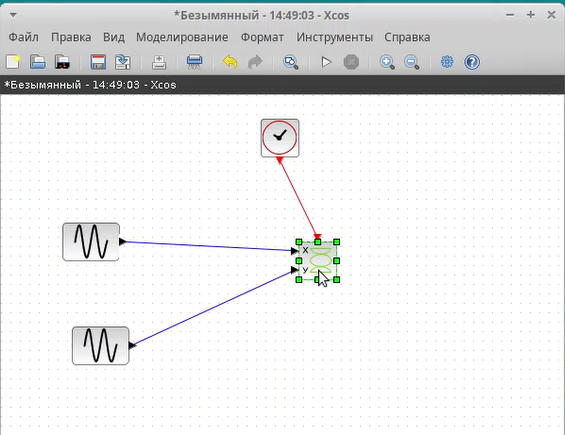 *Безымянный - 14:49:03 - Xcos
Файл Правка Вид Моделирование Формат Инструменты Справка
*Безымянный - 14:49:03 - Xcos
X
y